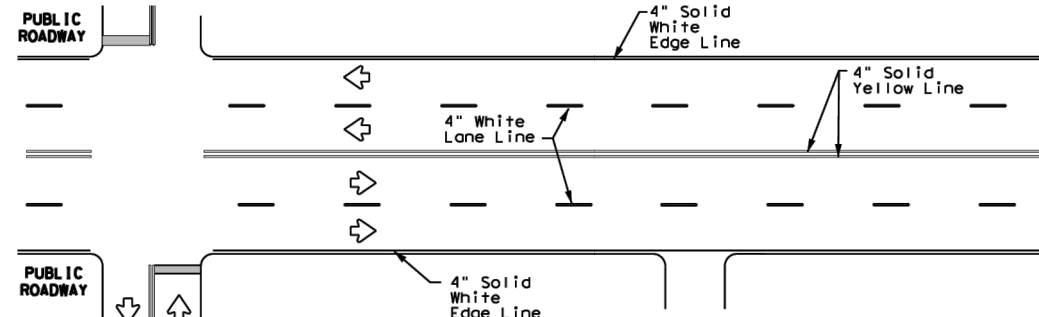 PUBLIC
ROADWAY
4" Solid
White
Edge Line
4" Solid
Yellow Line
4" White
Lane Line
PUBLIC
ROADWAY
4" Solid
White
Edge Line